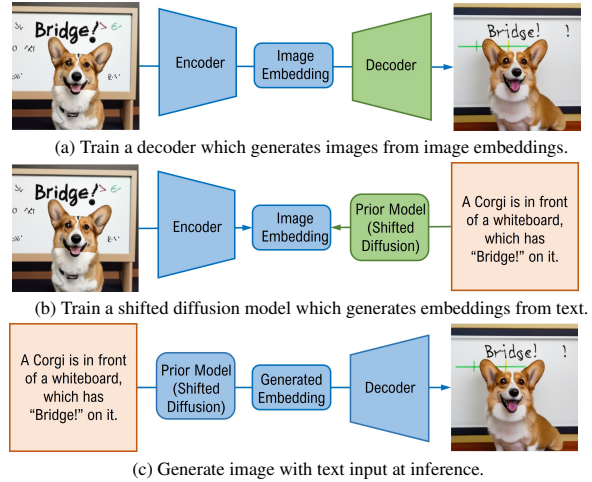 Bridge!
Encoder
Image
Embedding
Decoder
Bridge! !
(a) Train a decoder which generates images from image embeddings.
Bridge!
Encoder
Image
Embedding
Prior Model
(Shifted
Diffusion)
A Corgi is in front
of a whiteboard,
which has
“Bridge!” on it.
(b) Train a shifted diffusion model which generates embeddings from text.
A Corgi is in front
of a whiteboard,
which has
“Bridge!” on it.
Prior Model
(Shifted
Diffusion)
Generated
Embedding
Decoder
Bridge! !
(c) Generate image with text input at inference.